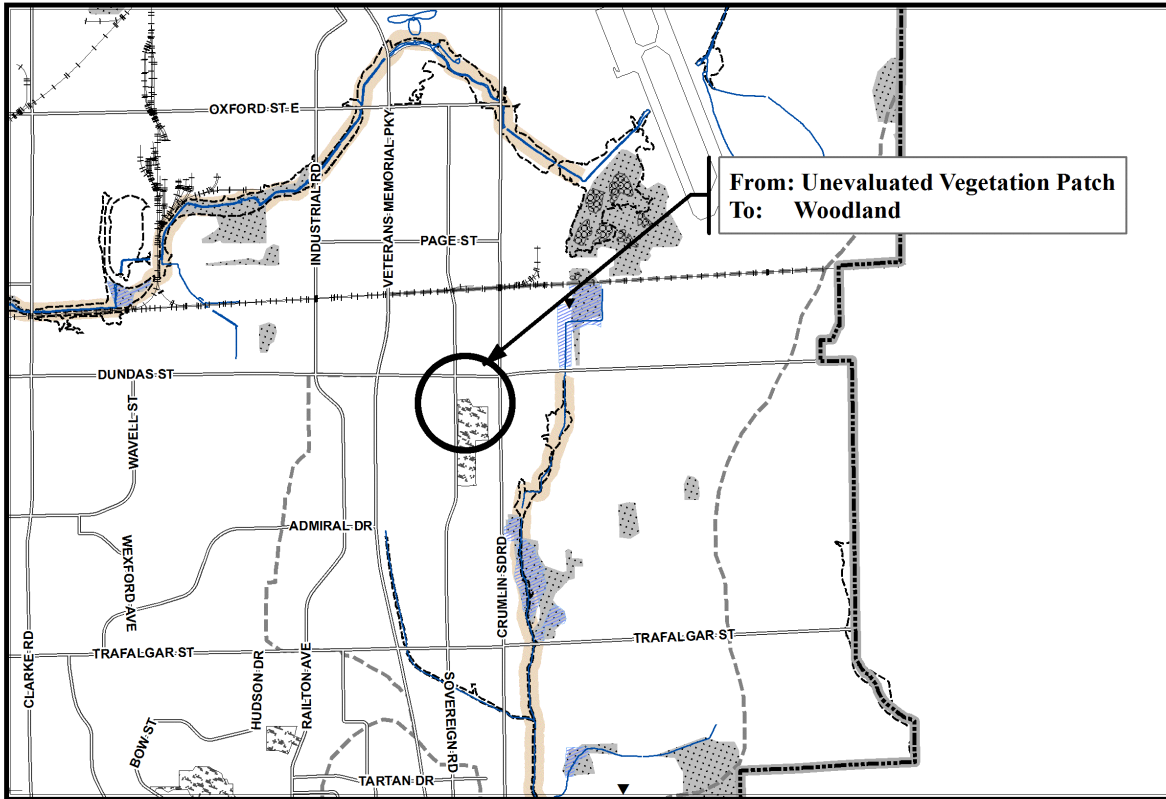 OXFORD ST E
INDUSTRIAL RD
VETERANS MEMORIAL PKY
From: Unevaluated Vegetation Patch
To: Woodland
PAGE ST
DUNDAS ST
WAVELL ST
ADMIRAL DR
WEXFORD AVE
CRUMLIN SDRD
CLARKE RD
TRAFALGAR ST
TRAFALGAR ST
HUDSON DR
RAILTON AVE
SOVEREIGN RD
BOW ST
TARTAN DR